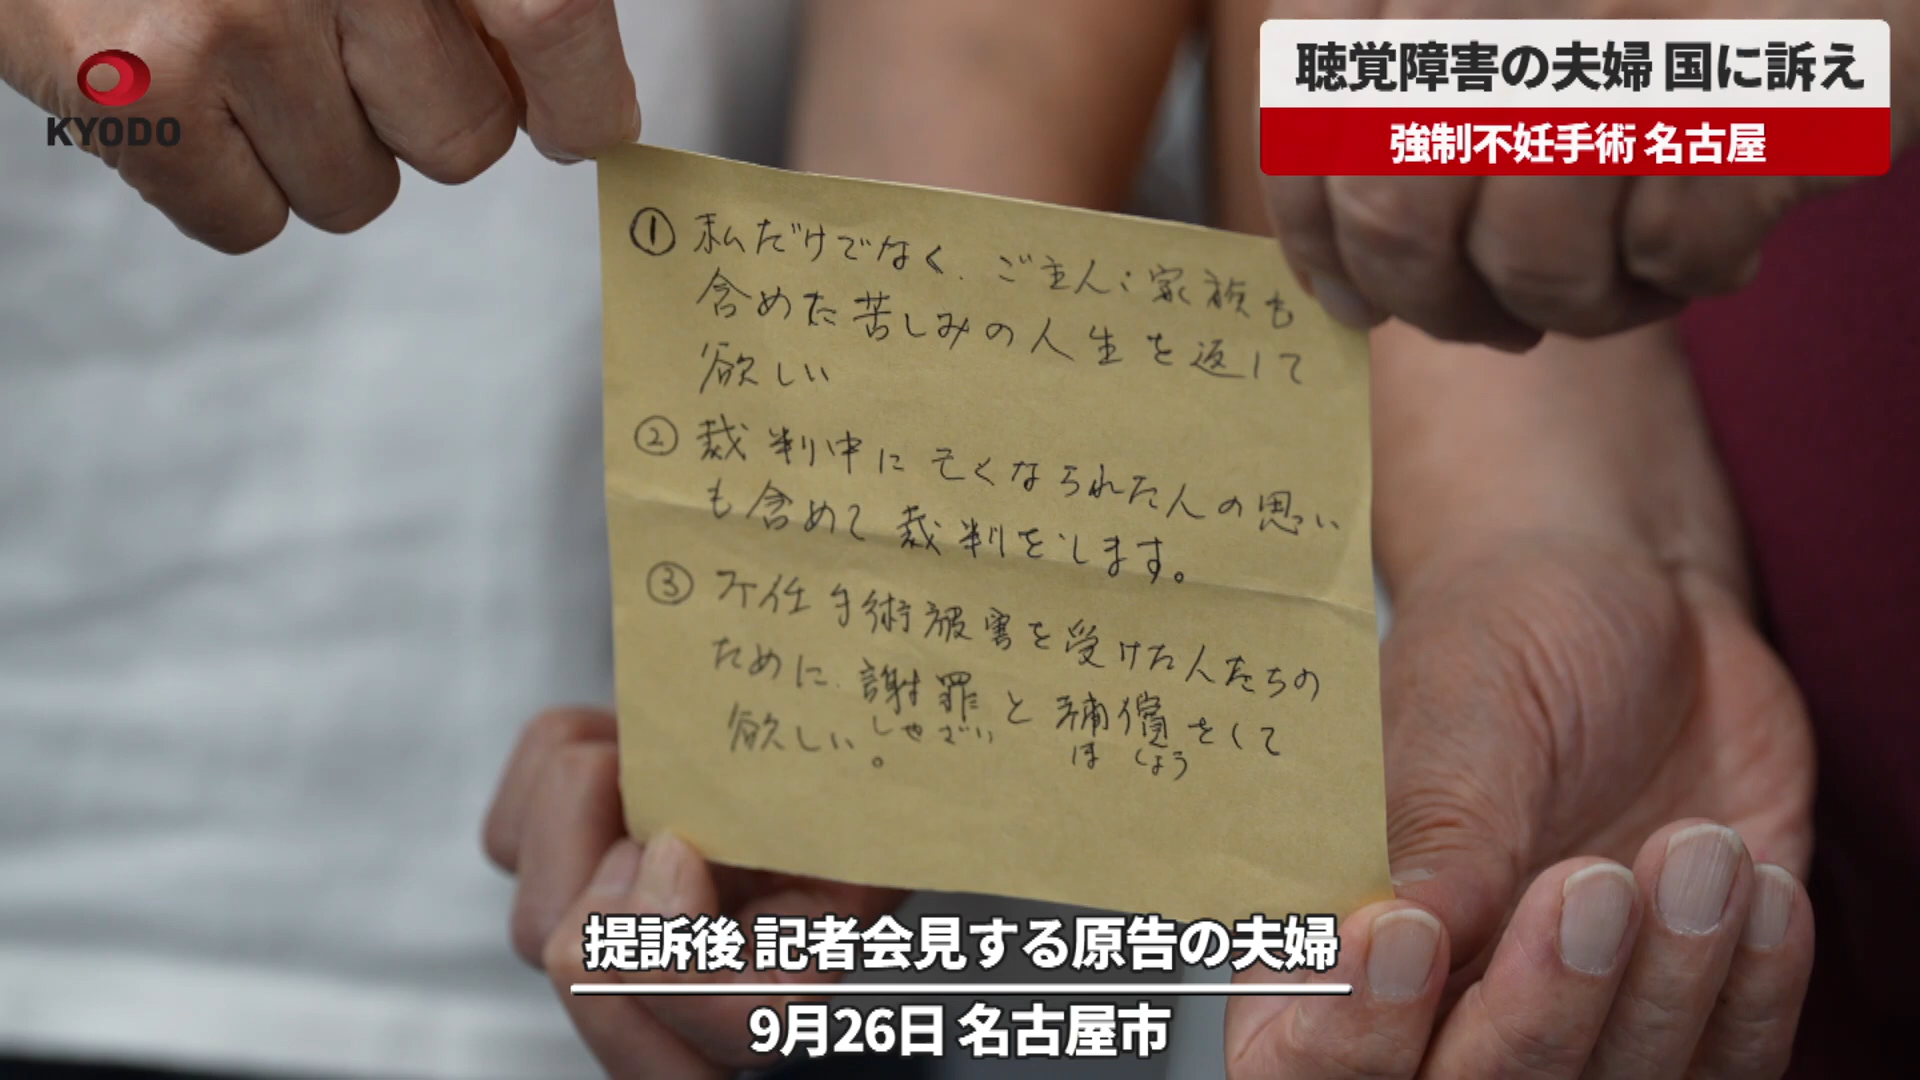 KYODO
聴覚障害の夫婦 国に訴え
強制不妊手術 名古屋
① 私だけでなく、ご主人、家族も
含めた苦しみの人生を返して
欲しい
② 裁判中に亡くなられた人の思い
も含めて裁判をします。
③ 不任手術被害を受けた人たちの
ために、謝罪と補償をして
しゃざい ほしょう
欲しい。
提訴後 記者会見する原告の夫婦
9月26日 名古屋市